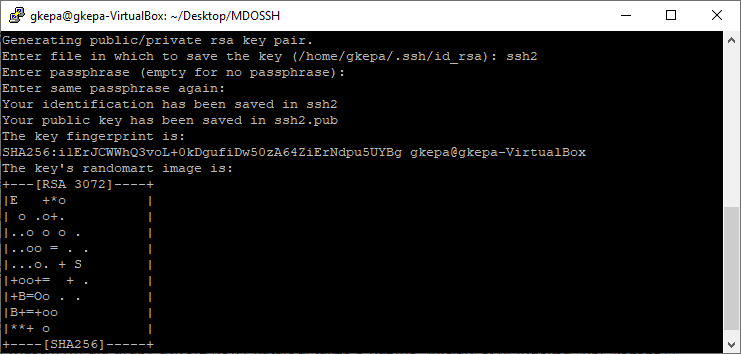 gkepa@gkepa-VirtualBox: ~/Desktop/MDOSSH
Generating public/private rsa key pair.
Enter file in which to save the key (/home/gkepa/.ssh/id_rsa): ssh2
Enter passphrase (empty for no passphrase):
Enter same passphrase again:
Your identification has been saved in ssh2
Your public key has been saved in ssh2.pub
The key fingerprint is:
SHA256:ilErJCWWhQ3voL+0kDgufiDw50zA64ZiErNdpu5UYBg gkepa@gkepa-VirtualBox
The key's randomart image is:
+---[RSA 3072]----+
|E   +*o          |
| o .o+.          |
|..o o o .        |
|..oo = . .       |
|...o. + S        |
|+oo+=  + .       |
|+B=Oo . .        |
|B+=+oo           |
|**+ o            |
+----[SHA256]-----+